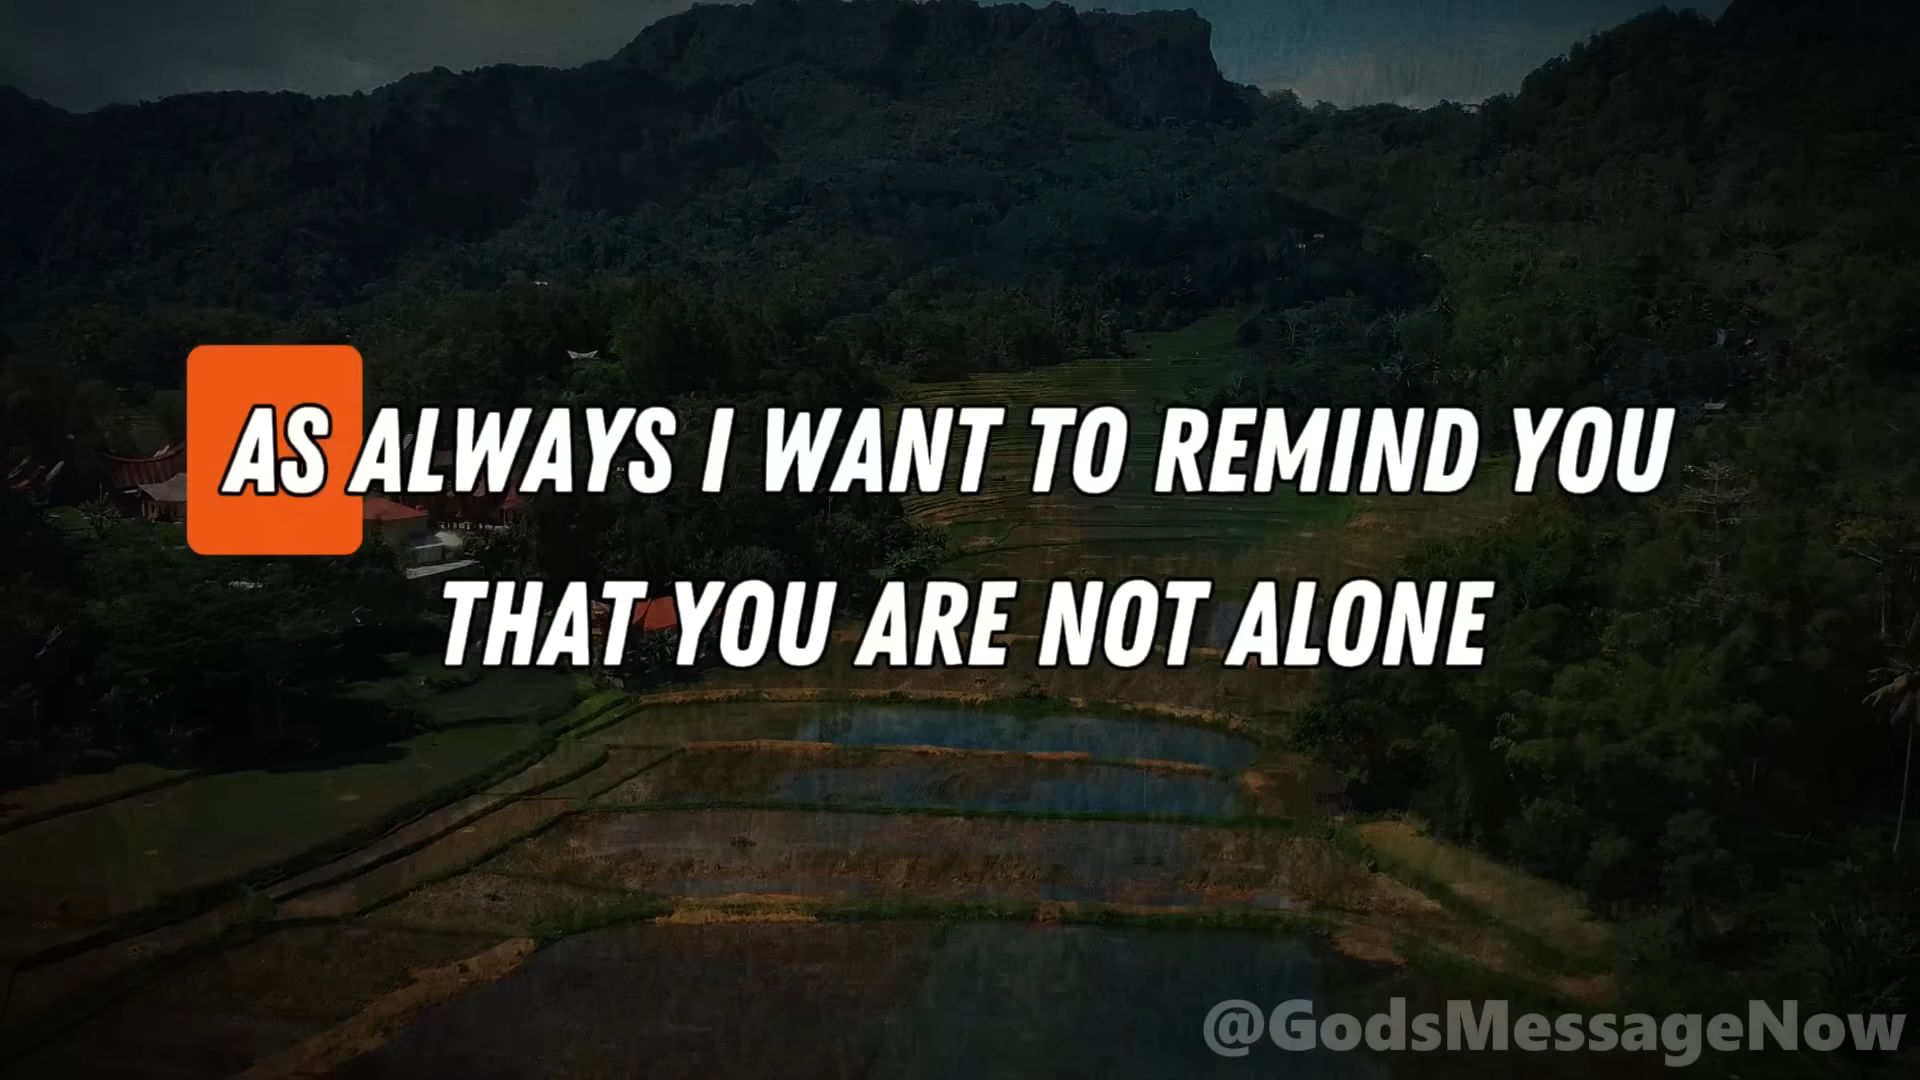 AS ALWAYS I WANT TO REMIND YOU
THAT YOU ARE NOT ALONE
@GodsMessageNow